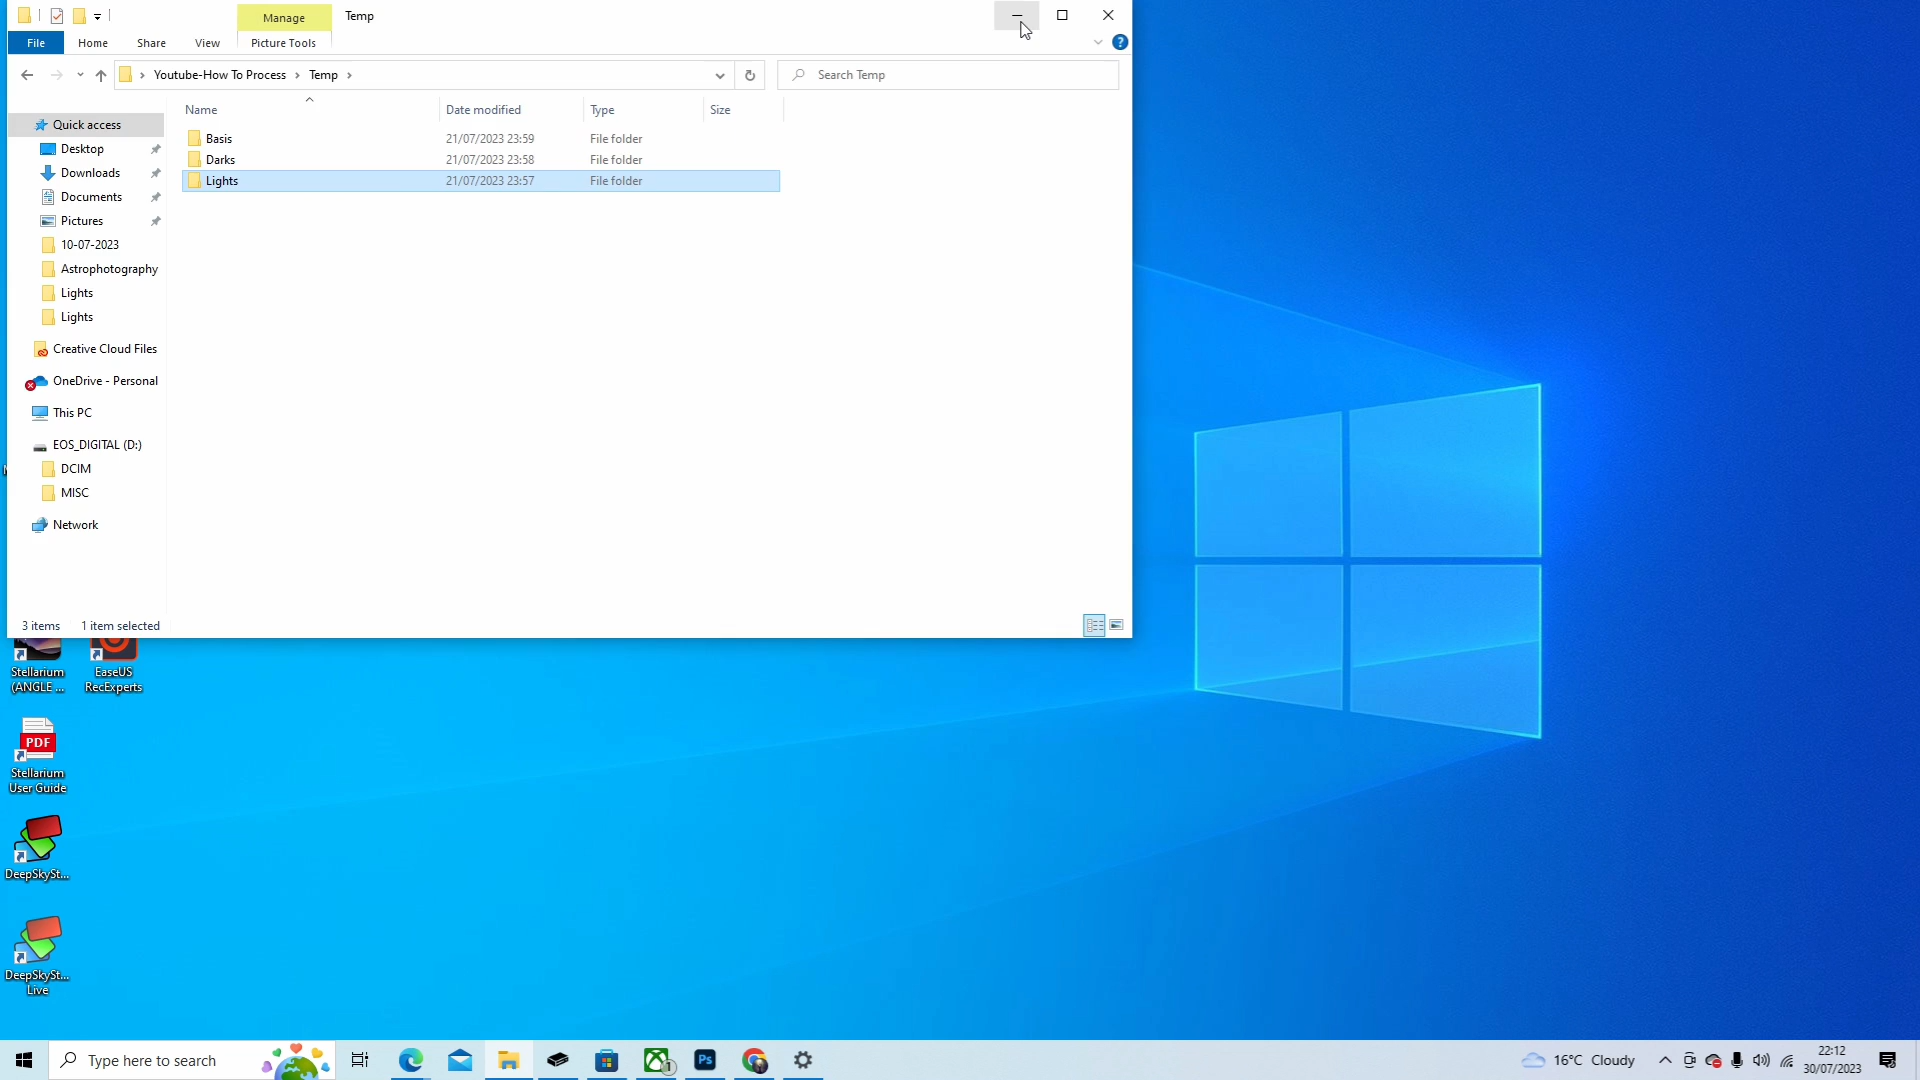 Manage
Temp
File
Home
Share
View
Picture Tools
Youtube-How To Process
Temp
Search Temp
Name
Date modified
Type
Size
Quick access
Desktop
Downloads
Documents
Pictures
10-07-2023
Astrophotography
Lights
Lights
Creative Cloud Files
OneDrive - Personal
This PC
EOS_DIGITAL (D:)
DCIM
MISC
Network
Basis
21/07/2023 23:59
File folder
Darks
21/07/2023 23:58
File folder
Lights
21/07/2023 23:57
File folder
3 items
1 item selected
Stellarium
(ANGLE ...
EaseUS
RecExperts
PDF
Stellarium
User Guide
DeepSkySt...
DeepSkySt...
Live
Type here to search
1
Ps
16°C Cloudy
22:12
30/07/2023